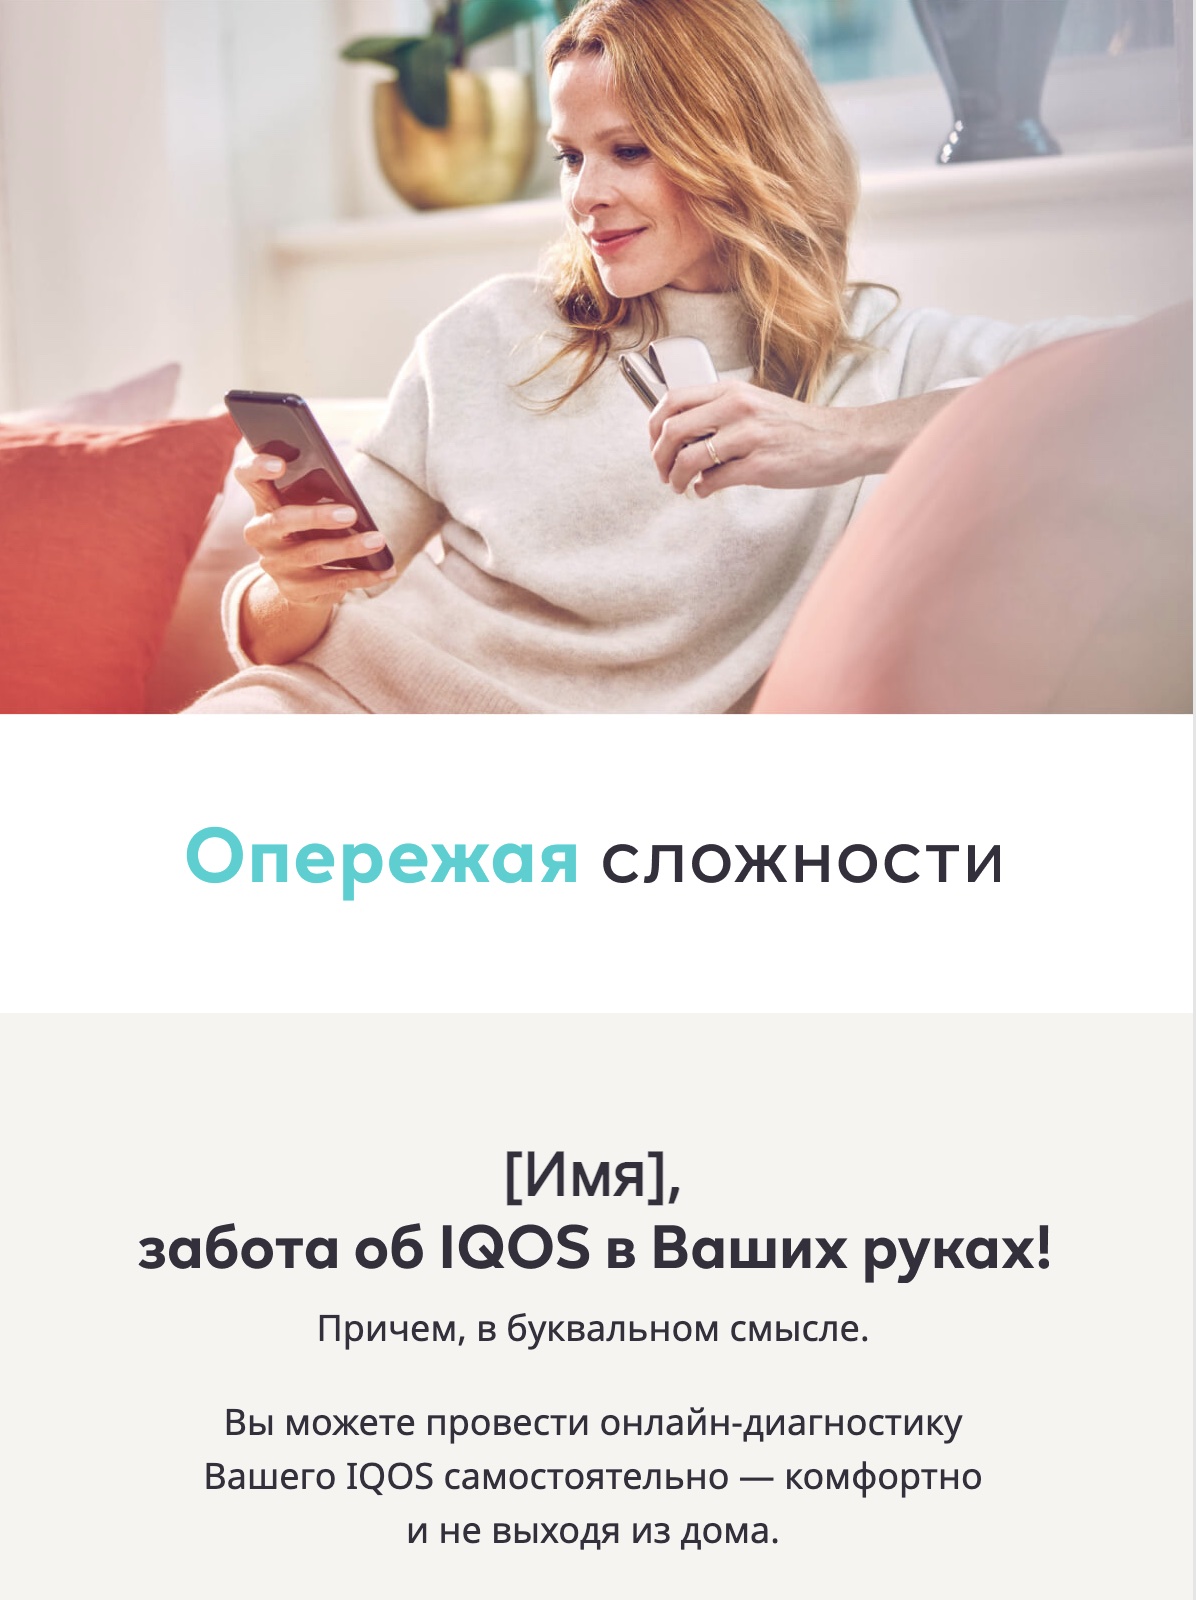 Опережая сложности
[Имя],
забота об IQOS в Ваших руках!
Причем, в буквальном смысле.
Вы можете провести онлайн-диагностику
Вашего IQOS самостоятельно — комфортно
и не выходя из дома.